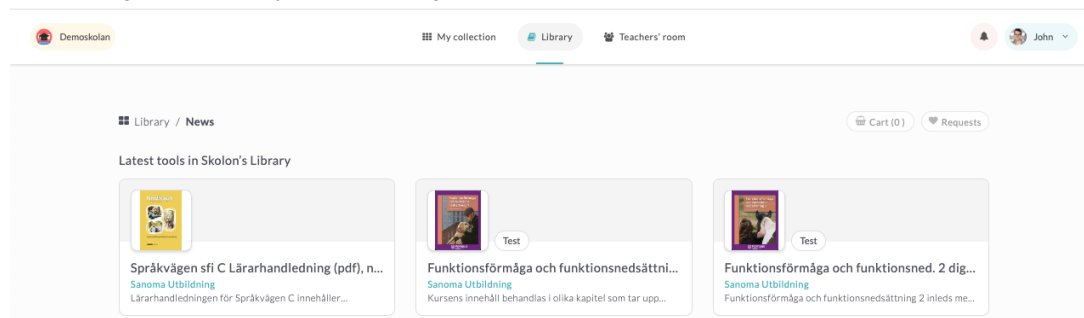 Demoskolan
My collection
Library
Teachers' room
John
Library / News
Cart (0)
Requests
Latest tools in Skolon's Library
Test
Test
Språkvägen sfi C Lärarhandledning (pdf), n...
Sanoma Utbildning
Lärarhandledningen för Språkvägen C innehåller...
Funktionsförmåga och funktionsnedsättni...
Sanoma Utbildning
Kursens innehåll behandlas i olika kapitel som tar upp...
Funktionsförmåga och funktionsned. 2 dig...
Sanoma Utbildning
Funktionsförmåga och funktionsnedsättning 2 inleds me...